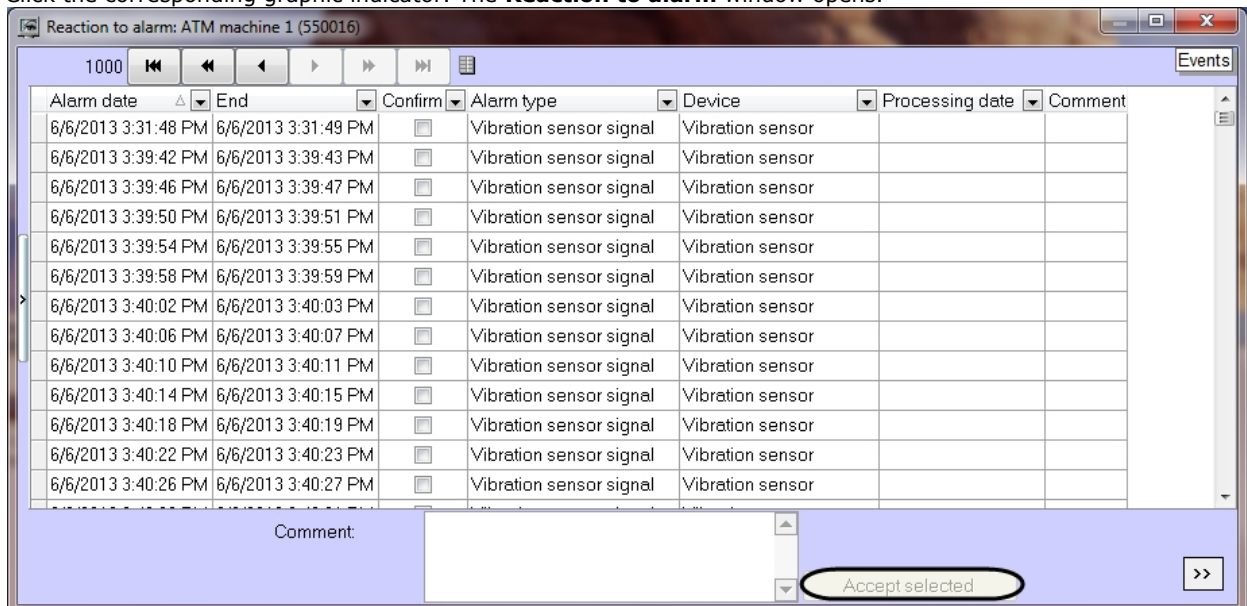 Click the corresponding graphic indicator. The Reaction to alarm window opens.
Reaction to alarm: ATM machine 1 (550016)
1000
Events
Alarm date End Confirm Alarm type Device Processing date Comment
6/6/2013 3:31:48 PM 6/6/2013 3:31:49 PM Vibration sensor signal Vibration sensor
6/6/2013 3:39:42 PM 6/6/2013 3:39:43 PM Vibration sensor signal Vibration sensor
6/6/2013 3:39:46 PM 6/6/2013 3:39:47 PM Vibration sensor signal Vibration sensor
6/6/2013 3:39:50 PM 6/6/2013 3:39:51 PM Vibration sensor signal Vibration sensor
6/6/2013 3:39:54 PM 6/6/2013 3:39:55 PM Vibration sensor signal Vibration sensor
6/6/2013 3:39:58 PM 6/6/2013 3:39:59 PM Vibration sensor signal Vibration sensor
6/6/2013 3:40:02 PM 6/6/2013 3:40:03 PM Vibration sensor signal Vibration sensor
6/6/2013 3:40:06 PM 6/6/2013 3:40:07 PM Vibration sensor signal Vibration sensor
6/6/2013 3:40:10 PM 6/6/2013 3:40:11 PM Vibration sensor signal Vibration sensor
6/6/2013 3:40:14 PM 6/6/2013 3:40:15 PM Vibration sensor signal Vibration sensor
6/6/2013 3:40:18 PM 6/6/2013 3:40:19 PM Vibration sensor signal Vibration sensor
6/6/2013 3:40:22 PM 6/6/2013 3:40:23 PM Vibration sensor signal Vibration sensor
6/6/2013 3:40:26 PM 6/6/2013 3:40:27 PM Vibration sensor signal Vibration sensor
Comment:
Accept selected
>>